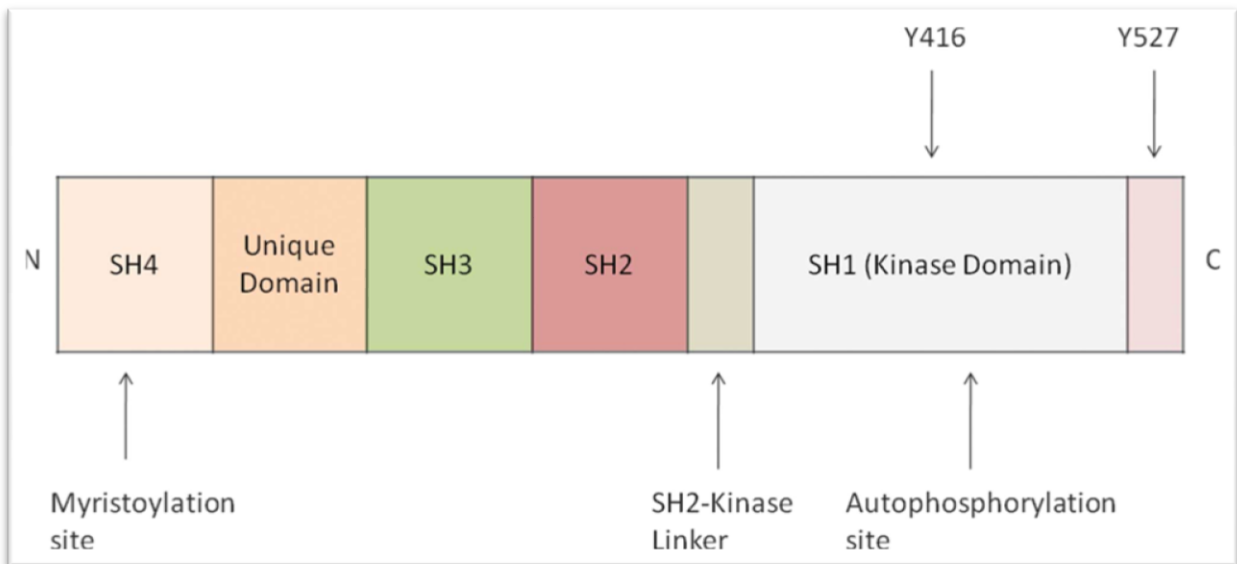 Y416
Y527
N
SH4
Unique
Domain
SH3
SH2
SH1 (Kinase Domain)
C
Myristoylation
site
SH2-Kinase
Linker
Autophosphorylation
site